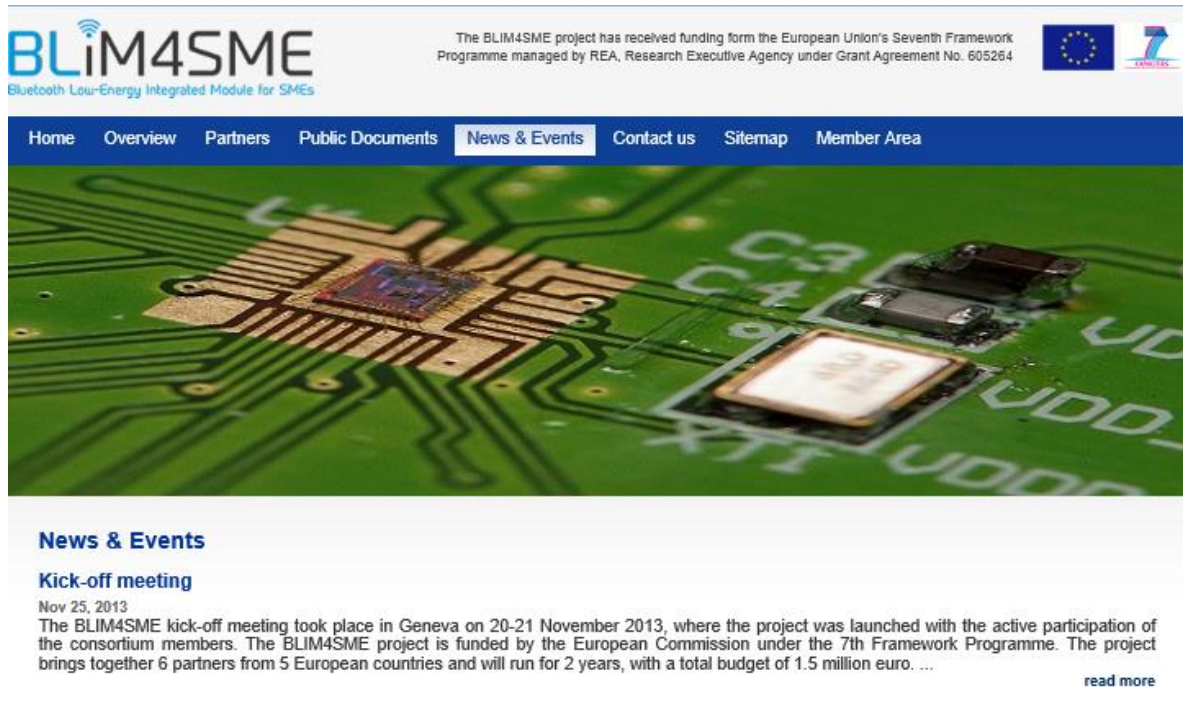 BLiM4SME
Bluetooth Low-Energy Integrated Module for SMEs
The BLIM4SME project has received funding form the European Union's Seventh Framework
Programme managed by REA, Research Executive Agency under Grant Agreement No. 605264
Home Overview Partners Public Documents News & Events Contact us Sitemap Member Area
C3
C4
XTI
VDD_
VDDD
News & Events
Kick-off meeting
Nov 25, 2013
The BLIM4SME kick-off meeting took place in Geneva on 20-21 November 2013, where the project was launched with the active participation of
the consortium members. The BLIM4SME project is funded by the European Commission under the 7th Framework Programme. The project
brings together 6 partners from 5 European countries and will run for 2 years, with a total budget of 1.5 million euro. ...
read more